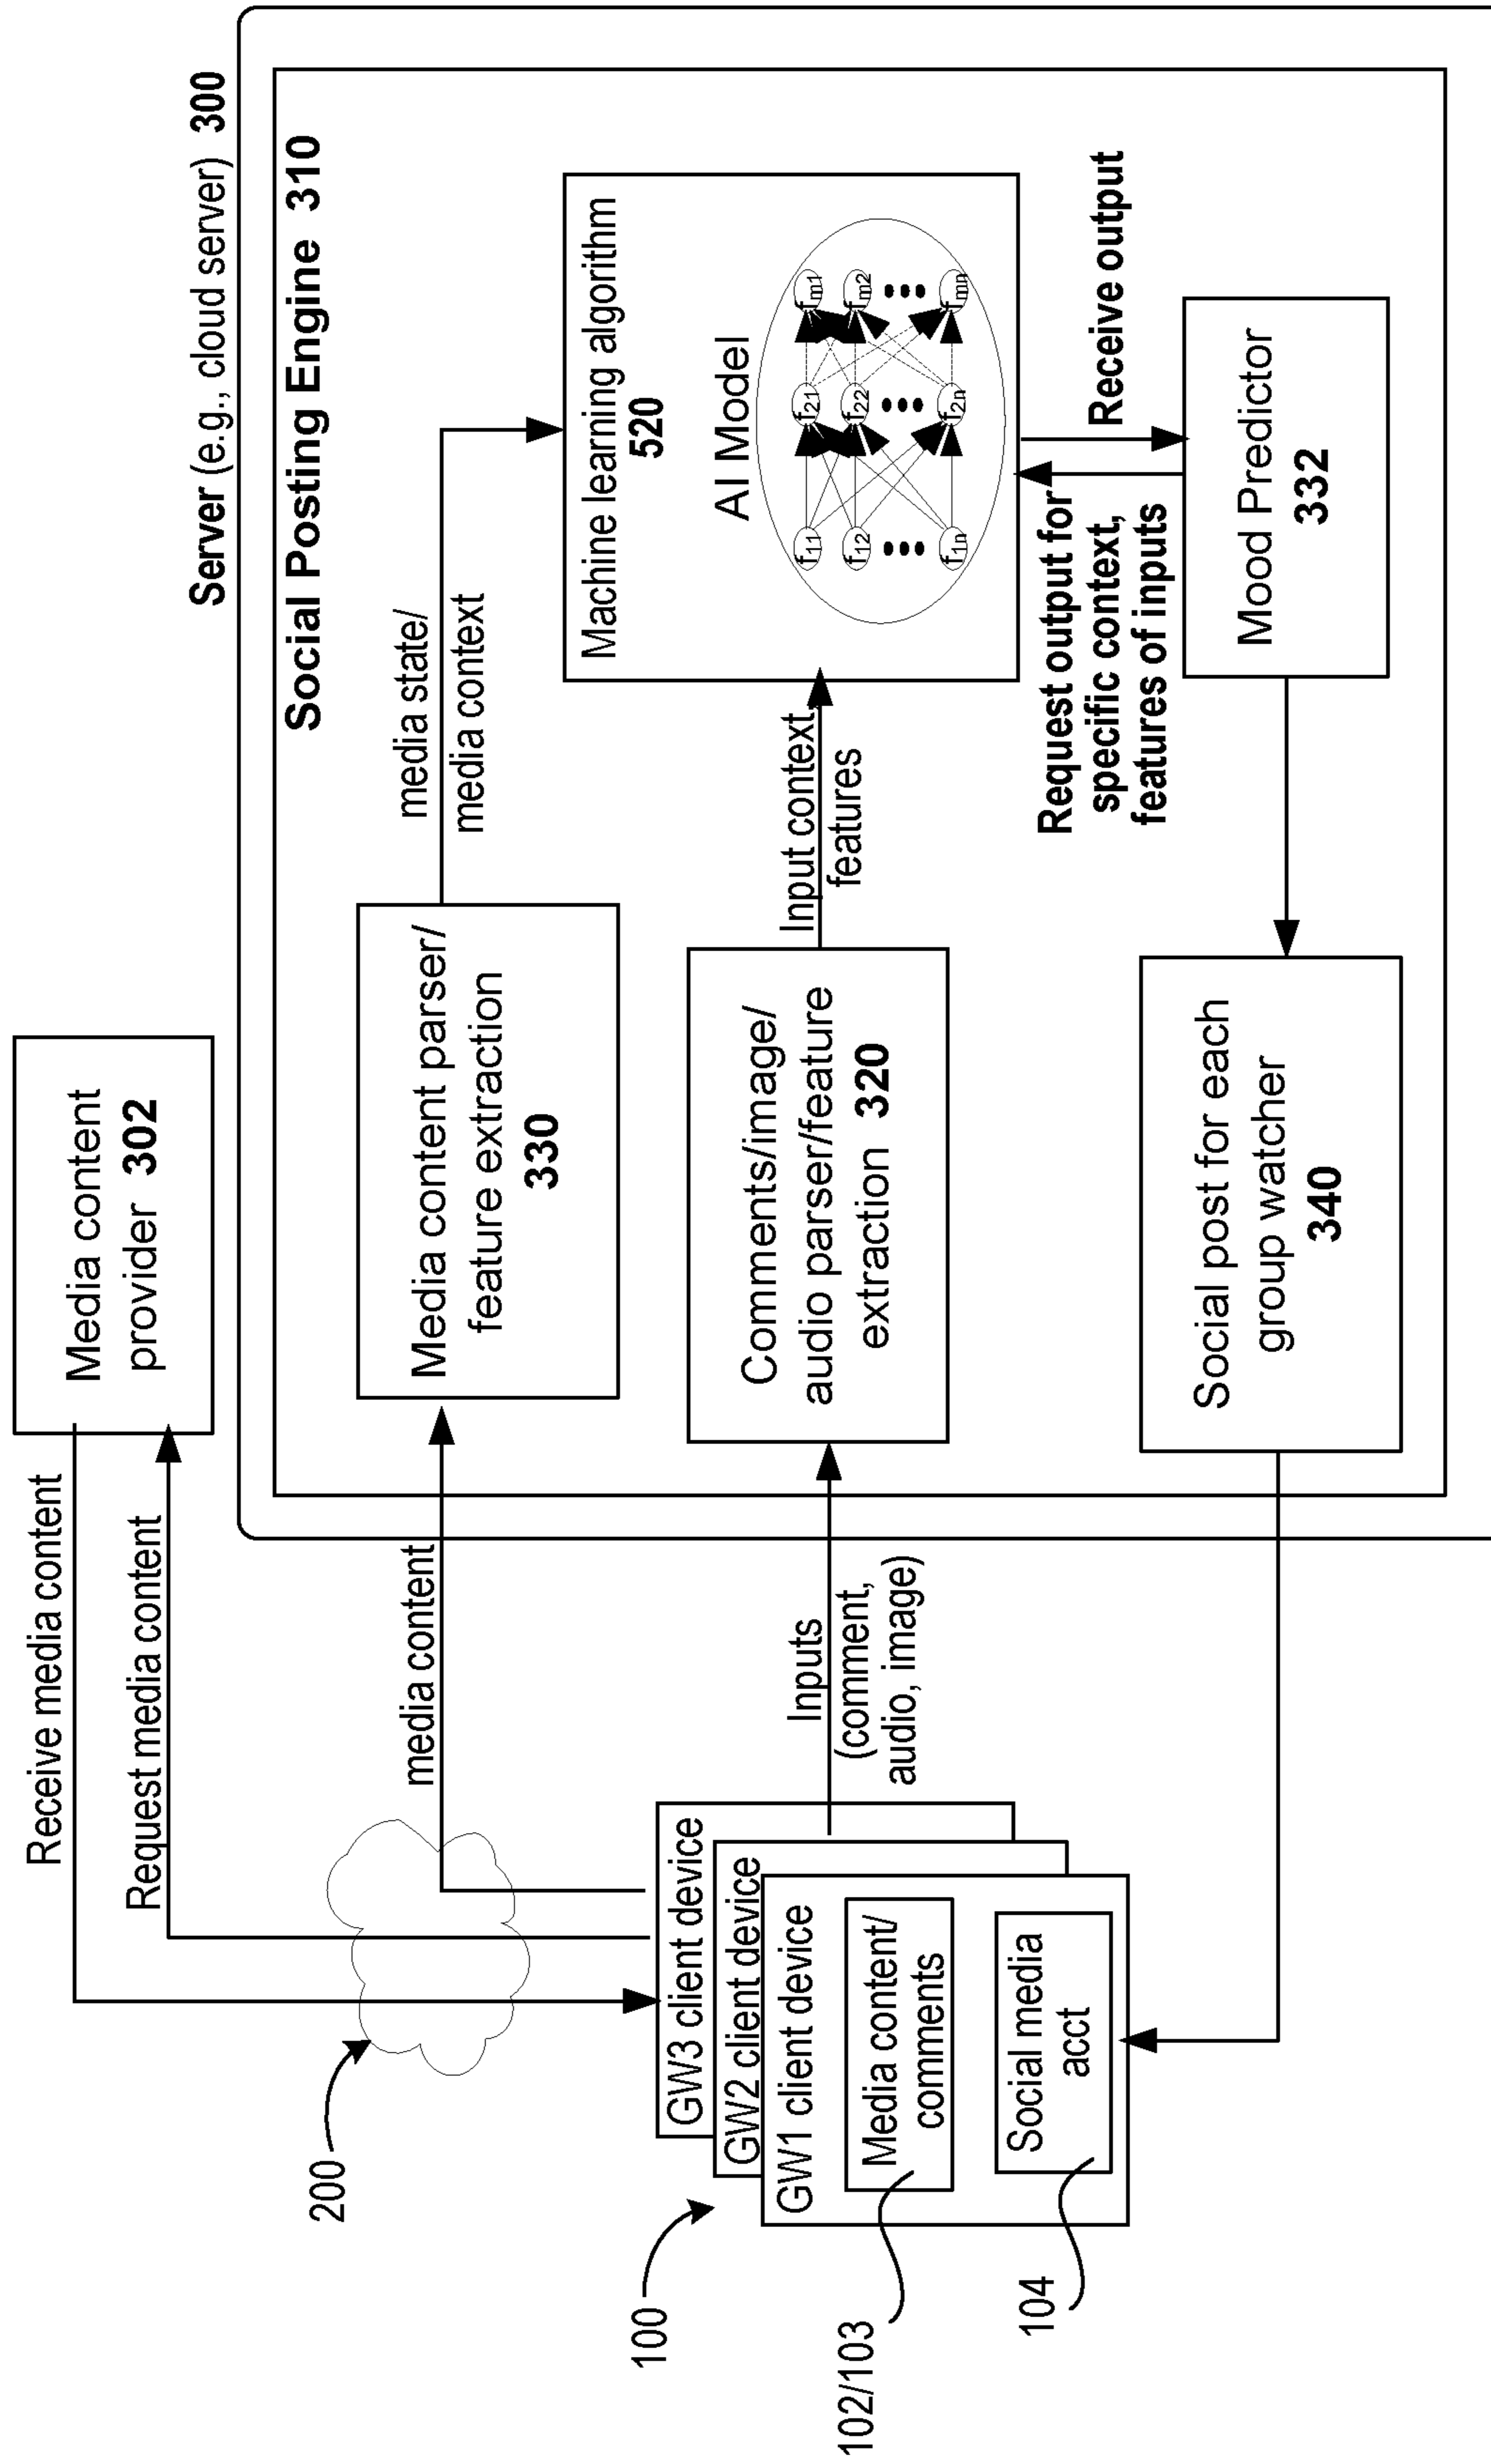 Receive media content
Request media content
Media content
provider 302
Server (e.g., cloud server) 300
Social Posting Engine 310
200
media content
Media content parser/
feature extraction
330
media state/
media context
Machine learning algorithm
520
AI Model
f11
f21
fm1
f12
f22
fm2
f1n
f2n
fmn
100
GW3 client device
GW2 client device
GW1 client device
Media content/
comments
102/103
Social media
acct
104
Inputs
(comment,
audio, image)
Comments/image/
audio parser/feature
extraction 320
Input context,
features
Request output for
specific context,
features of inputs
Receive output
Mood Predictor
332
Social post for each
group watcher
340